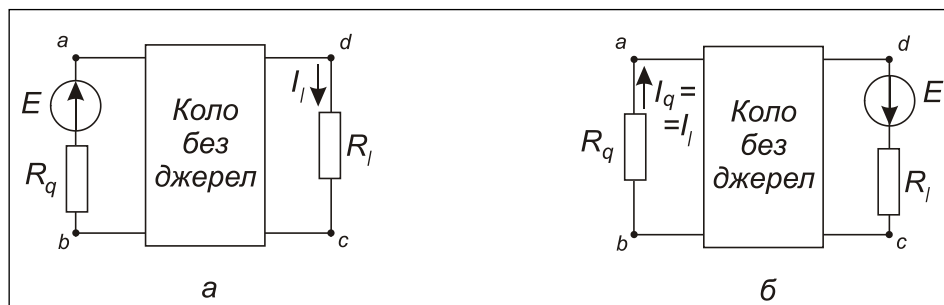 a
d
E
I_l
Коло
без
джерел
R_q
R_l
b
c
а
a
d
I_q =
=I_l
E
Коло
без
джерел
R_q
R_l
b
c
б